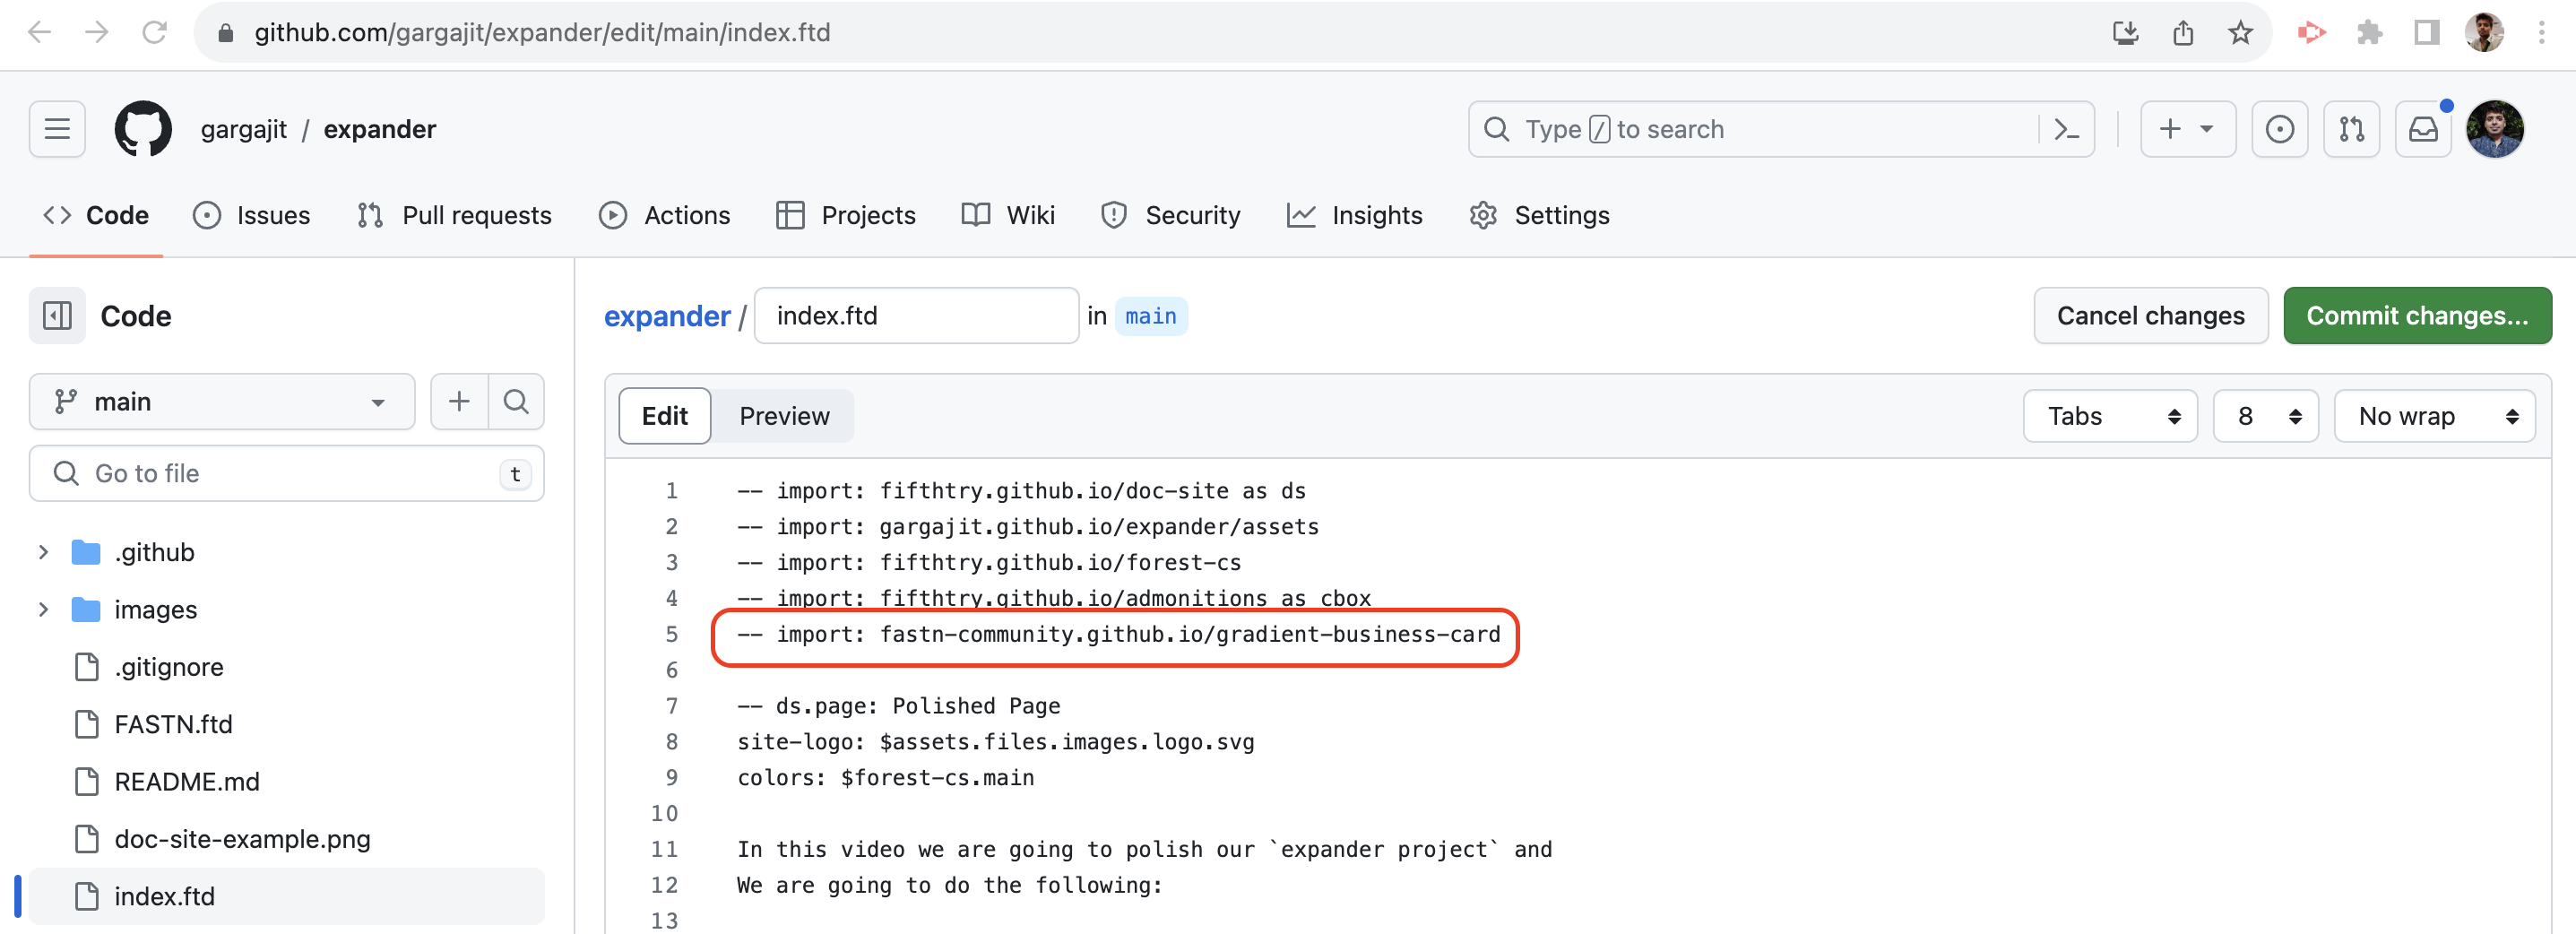 github.com/gargajit/expander/edit/main/index.ftd
gargajit / expander
Type / to search
Code
Issues
Pull requests
Actions
Projects
Wiki
Security
Insights
Settings
Code
main
Go to file
t
.github
images
.gitignore
FASTN.ftd
README.md
doc-site-example.png
index.ftd
expander / index.ftd in main
Cancel changes
Commit changes...
Edit
Preview
Tabs
8
No wrap
1 -- import: fifthtry.github.io/doc-site as ds
2 -- import: gargajit.github.io/expander/assets
3 -- import: fifthtry.github.io/forest-cs
4 -- import: fifthtry.github.io/admonitions as cbox
5 -- import: fastn-community.github.io/gradient-business-card
6
7 -- ds.page: Polished Page
8 site-logo: $assets.files.images.logo.svg
9 colors: $forest-cs.main
10
11 In this video we are going to polish our `expander project` and
12 We are going to do the following:
13